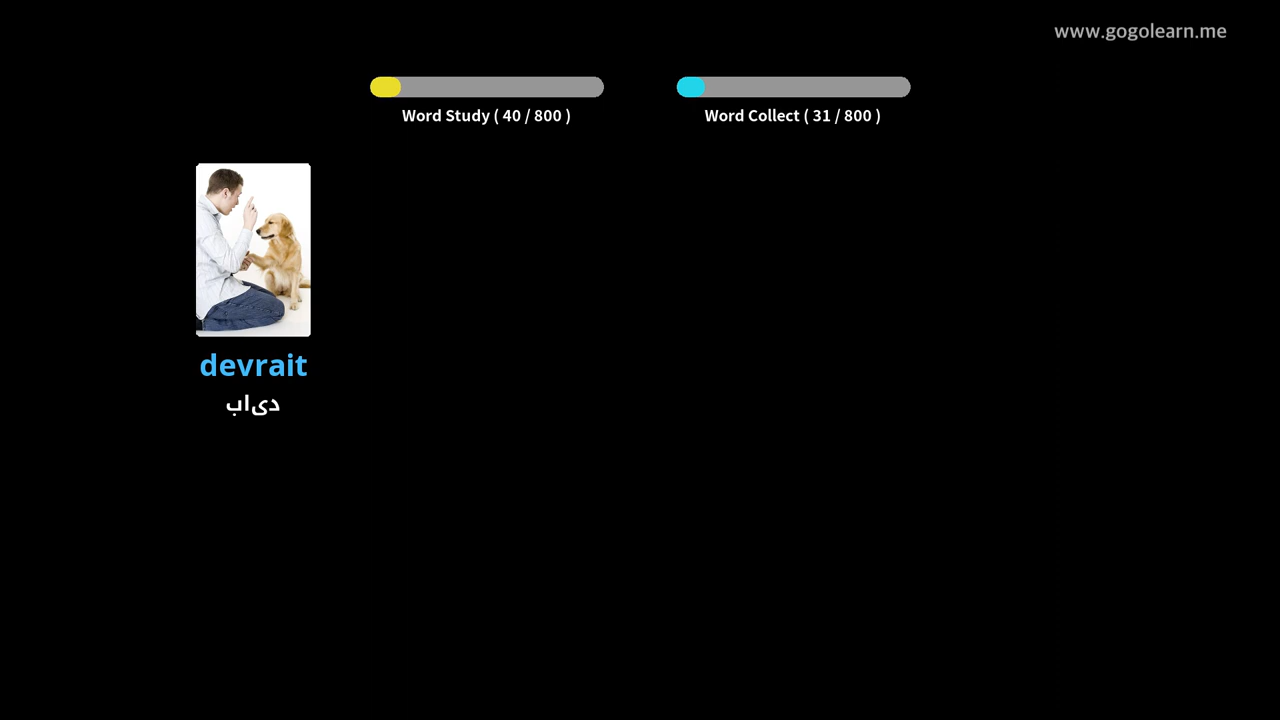 www.gogolearn.me
Word Study ( 40 / 800 )
Word Collect ( 31 / 800 )
devrait
دیاب